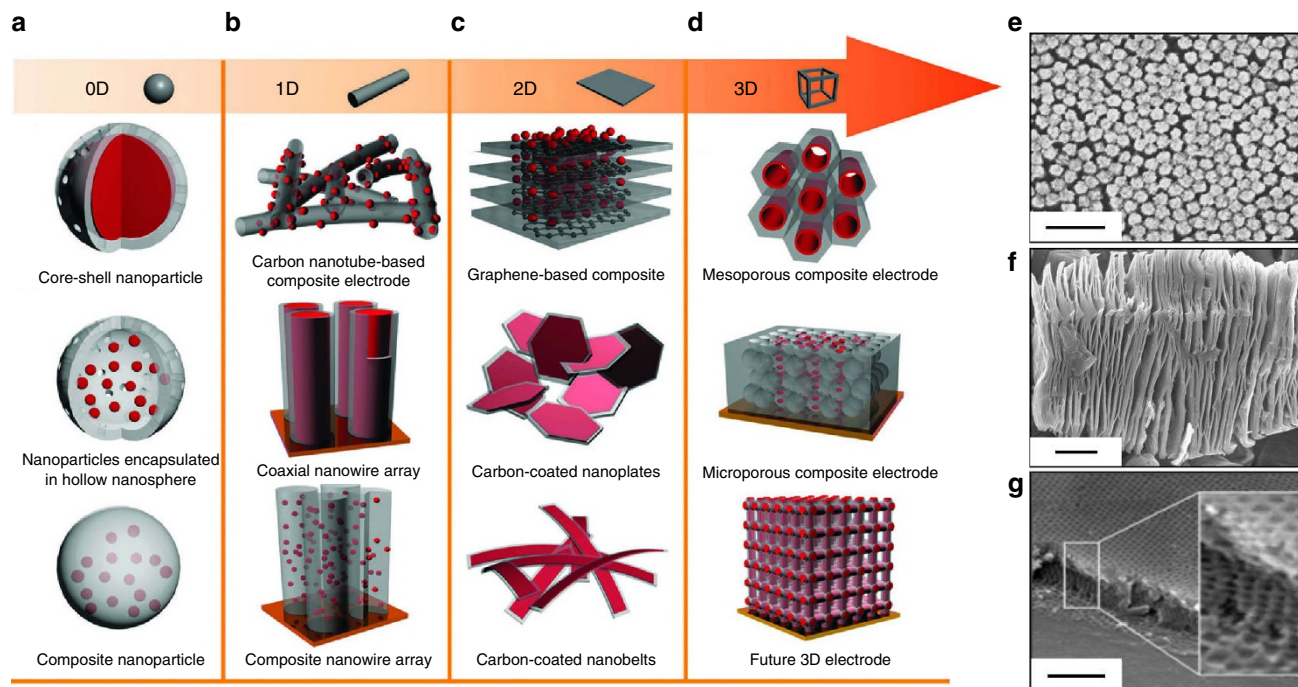 a
b
c
d
e
0D
1D
2D
3D
Core-shell nanoparticle
Carbon nanotube-based
composite electrode
Graphene-based composite
Mesoporous composite electrode
f
Nanoparticles encapsulated
in hollow nanosphere
Coaxial nanowire array
Carbon-coated nanoplates
Microporous composite electrode
g
Composite nanoparticle
Composite nanowire array
Carbon-coated nanobelts
Future 3D electrode